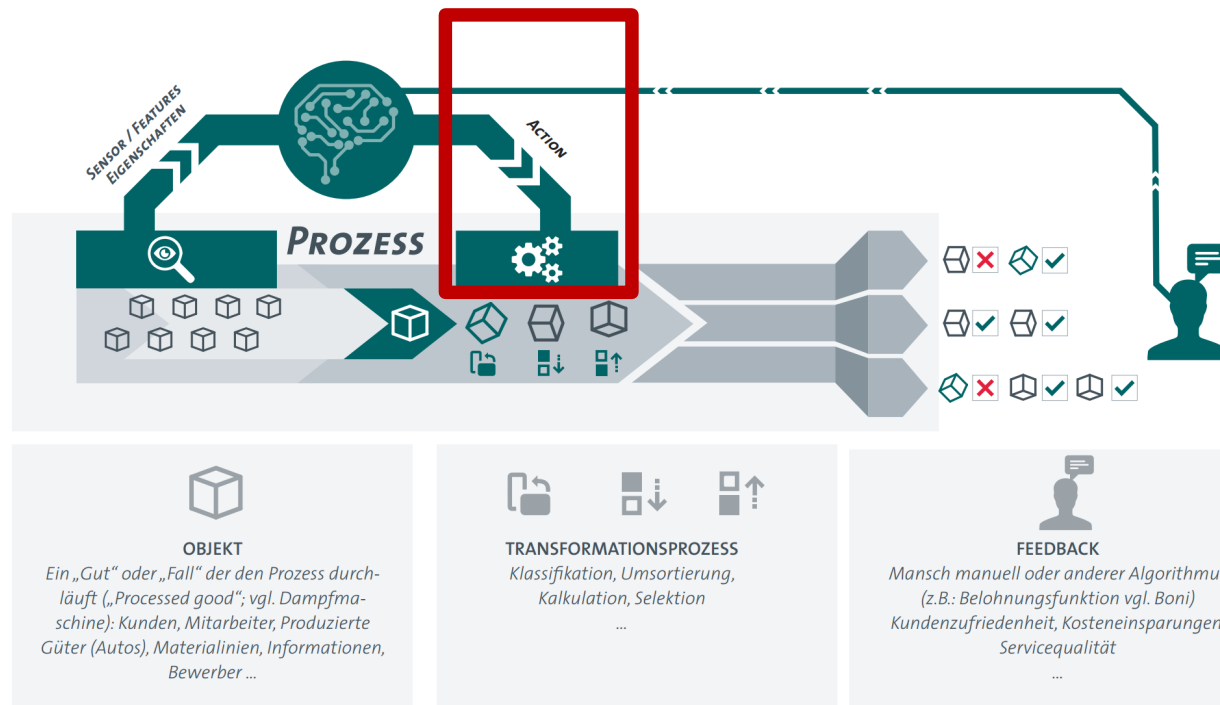 SENSOR / FEATURES
EIGENSCHAFTEN
ACTION
PROZESS
OBJEKT
Ein „Gut“ oder „Fall“ der den Prozess durch-
läuft („Processed good“; vgl. Dampfma-
schine): Kunden, Mitarbeiter, Produzierte
Güter (Autos), Materialinien, Informationen,
Bewerber ...
TRANSFORMATIONSPROZESS
Klassifikation, Umsortierung,
Kalkulation, Selektion
...
FEEDBACK
Mansch manuell oder anderer Algorithmu
(z.B.: Belohnungsfunktion vgl. Boni)
Kundenzufriedenheit, Kosteneinsparungen
Servicequalität
...